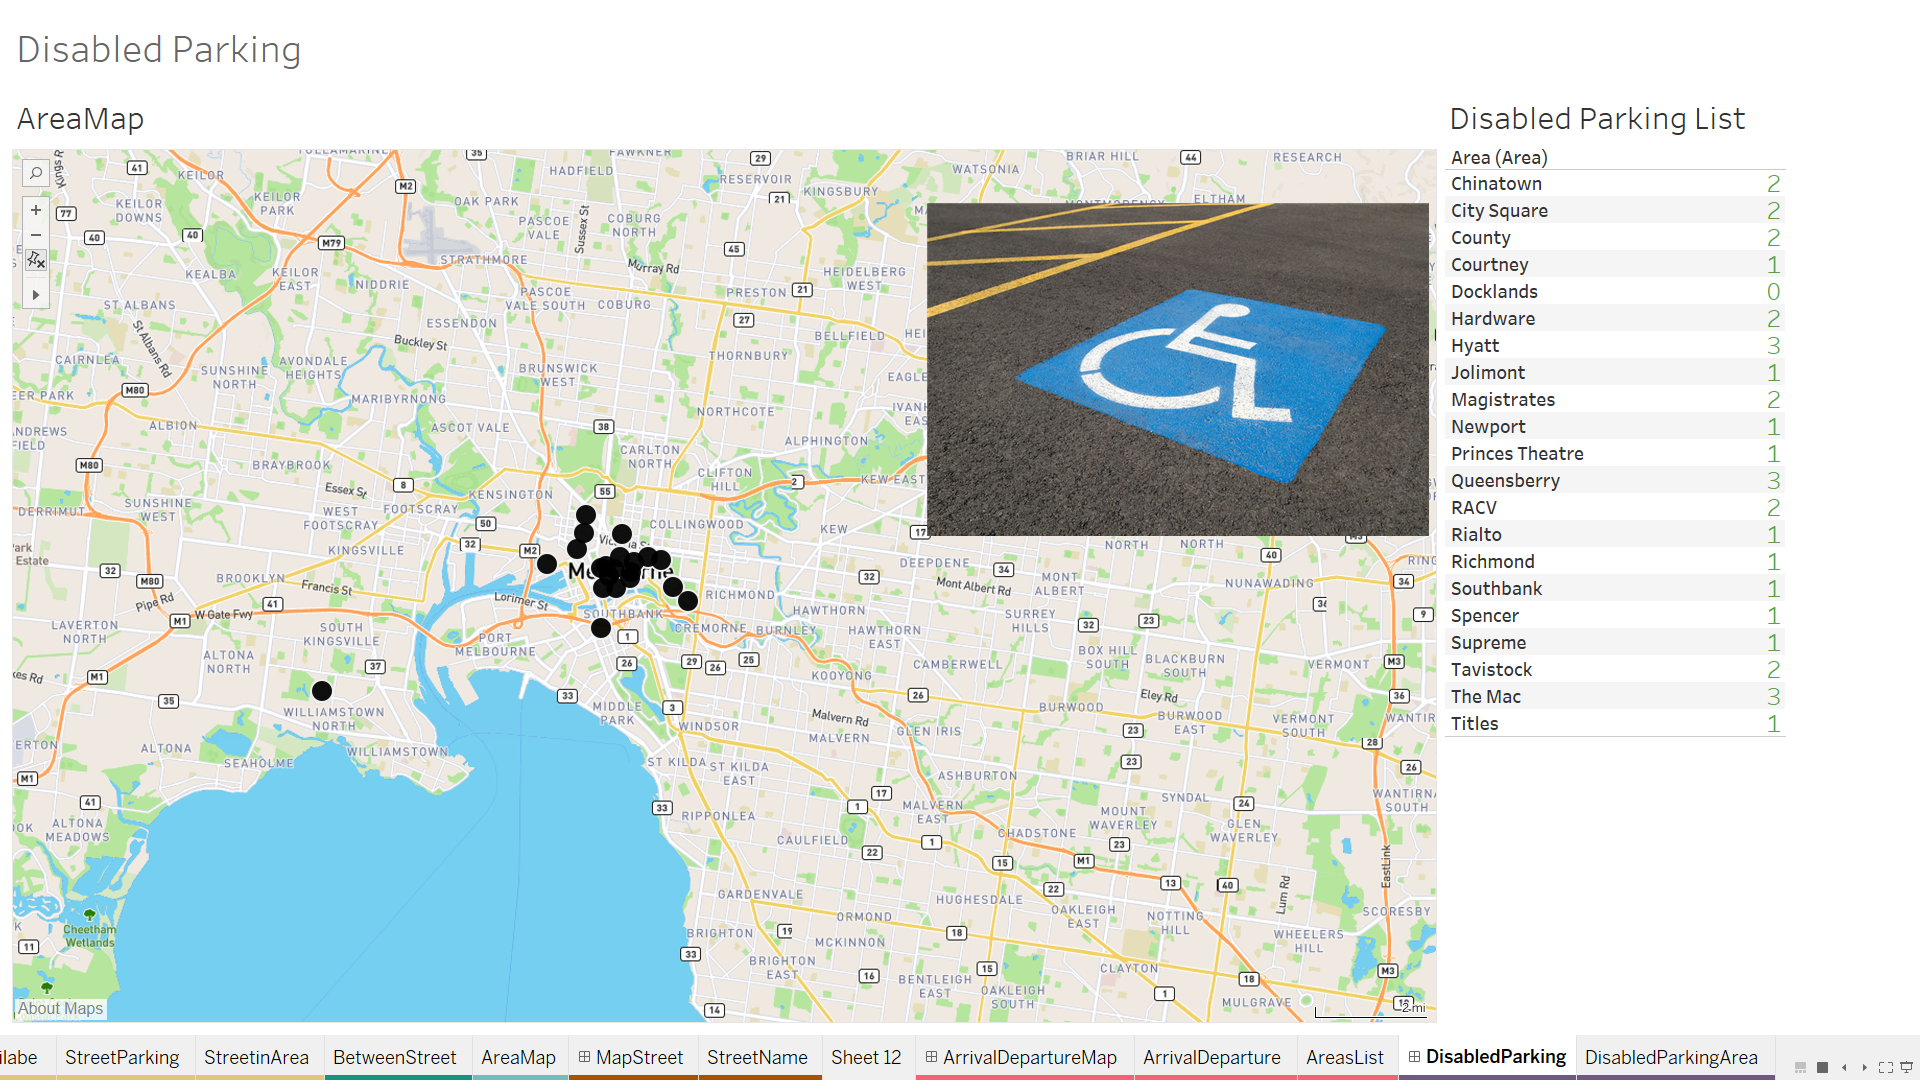 Disabled Parking
AreaMap
Disabled Parking List
Area (Area)
Chinatown 2
City Square 2
County 2
Courtney 1
Docklands 0
Hardware 2
Hyatt 3
Jolimont 1
Magistrates 2
Newport 1
Princes Theatre 1
Queensberry 3
RACV 2
Rialto 1
Richmond 1
Southbank 1
Spencer 1
Supreme 1
Tavistock 2
The Mac 3
Titles 1
KEILOR
KEILOR DOWNS
KEILOR PARK
HADFIELD
FAWKNER
RESERVOIR
KINGSBURY
WATSONIA
BRIAR HILL
RESEARCH
ELTHAM
OAK PARK
PASCOE VALE
COBURG NORTH
Sussex St
STRATHMORE
Murray Rd
HEIDELBERG WEST
KEALBA
KEILOR EAST
NIDDRIE
PASCOE VALE SOUTH
COBURG
PRESTON
ST ALBANS
St Albans Rd
ESSENDON
Buckley St
BELLFIELD
THORNBURY
CAIRNLEA
SUNSHINE NORTH
AVONDALE HEIGHTS
BRUNSWICK WEST
MARIBYRNONG
NORTHCOTE
ALBION
ASCOT VALE
ALPHINGTON
CARLTON NORTH
BRAYBROOK
CLIFTON HILL
KEW EAST
Essex St
KENSINGTON
SUNSHINE WEST
DERRIMUT
WEST FOOTSCRAY
FOOTSCRAY
COLLINGWOOD
KEW
KINGSVILLE
NORTH
NORTH
DEEPDENE
Mont Albert Rd
MONT ALBERT
NUNAWADING
BROOKLYN
Francis St
Pipe Rd
W Gate Fwy
Lorimer St
SOUTHBANK
RICHMOND
HAWTHORN
SURREY HILLS
LAVERTON NORTH
SOUTH KINGSVILLE
PORT MELBOURNE
CREMORNE
BURNLEY
HAWTHORN EAST
BOX HILL SOUTH
BLACKBURN SOUTH
VERMONT
ALTONA NORTH
CAMBERWELL
KOOYONG
Eley Rd
WILLIAMSTOWN NORTH
MIDDLE PARK
WINDSOR
Malvern Rd
MALVERN
GLEN IRIS
BURWOOD
BURWOOD EAST
VERMONT SOUTH
ALTONA
SEAHOLME
WILLIAMSTOWN
ST KILDA
ST KILDA EAST
ASHBURTON
SYNDAL
ALTONA MEADOWS
RIPPONLEA
MALVERN EAST
CHADSTONE
MOUNT WAVERLEY
GLEN WAVERLEY
CAULFIELD
EastLink
Lum Rd
GARDENVALE
HUGHESDALE
ORMOND
OAKLEIGH EAST
NOTTING HILL
SCORESBY
Cheetham Wetlands
BRIGHTON
MCKINNON
WHEELERS HILL
BRIGHTON EAST
BENTLEIGH EAST
OAKLEIGH SOUTH
CLAYTON
MULGRAVE
About Maps
StreetParking
StreetinArea
BetweenStreet
AreaMap
MapStreet
StreetName
Sheet 12
ArrivalDepartureMap
ArrivalDeparture
AreasList
DisabledParking
DisabledParkingArea